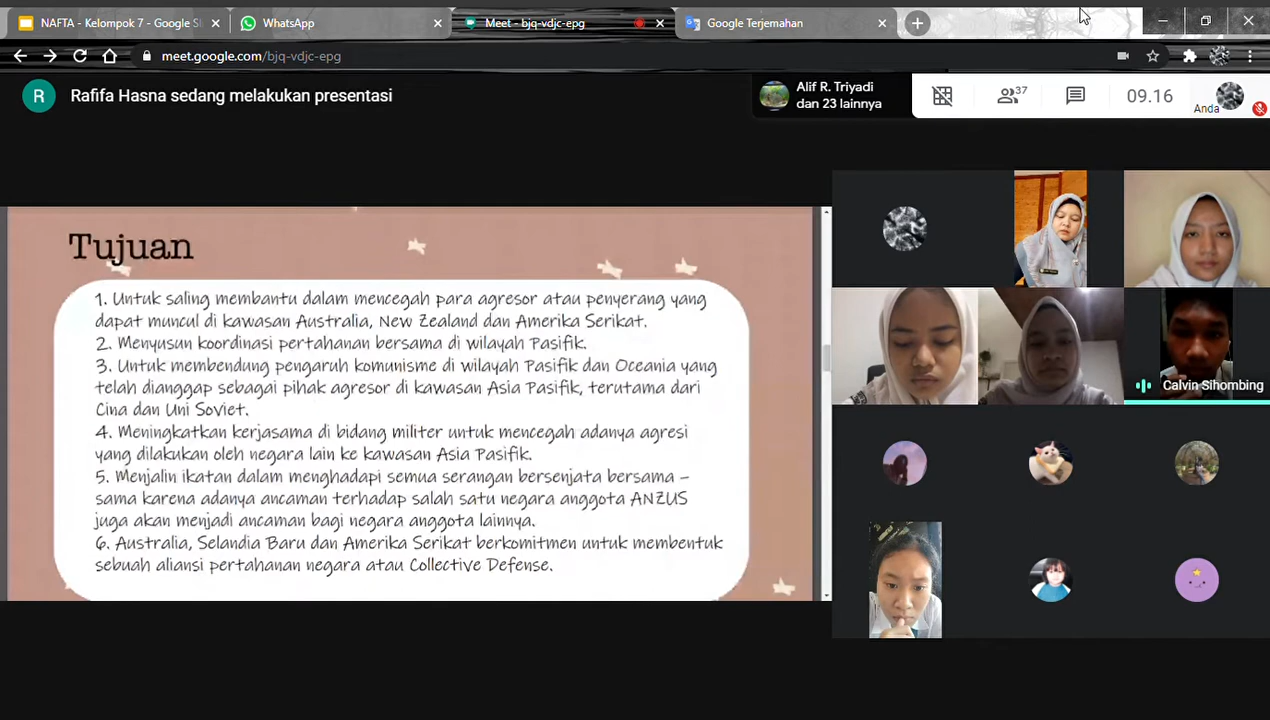 NAFTA - Kelompok 7 - Google Sl
WhatsApp
Meet - bjq-vdjc-epg
Google Terjemahan
meet.google.com/bjq-vdjc-epg
R
Rafifa Hasna sedang melakukan presentasi
Alif R. Triyadi
dan 23 lainnya
37
09.16
Anda
Tujuan
1. Untuk saling membantu dalam mencegah para agresor atau penyerang yang
dapat muncul di kawasan Australia, New Zealand dan Amerika Serikat.
2. Menyusun koordinasi pertahanan bersama di wilayah Pasifik.
3. Untuk membendung pengaruh komunisme di wilayah Pasifik dan Oceania yang
telah dianggap sebagai pihak agresor di kawasan Asia Pasifik, terutama dari
Cina dan Uni Soviet.
4. Meningkatkan kerjasama di bidang militer untuk mencegah adanya agresi
yang dilakukan oleh negara lain ke kawasan Asia Pasifik.
5. Menjalin ikatan dalam menghadapi semua serangan bersenjata bersama –
sama karena adanya ancaman terhadap salah satu negara anggota ANZUS
juga akan menjadi ancaman bagi negara anggota lainnya.
6. Australia, Selandia Baru dan Amerika Serikat berkomitmen untuk membentuk
sebuah aliansi pertahanan negara atau Collective Defense.
Calvin Sihombing